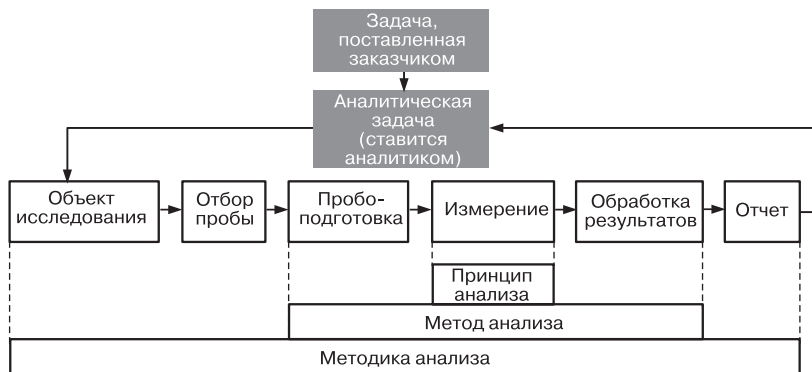 Задача,
поставленная
заказчиком
Аналитическая
задача
(ставится
аналитиком)
Объект
исследования
Отбор
пробы
Пробо-
подготовка
Измерение
Обработка
результатов
Отчет
Принцип
анализа
Метод анализа
Методика анализа